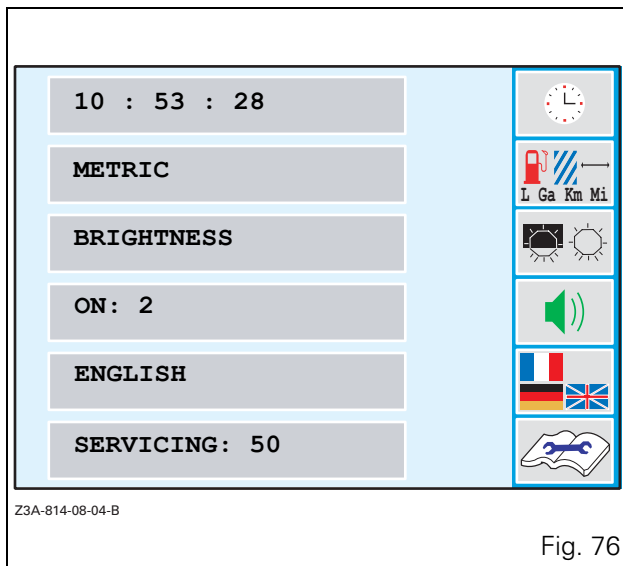 10 : 53 : 28
METRIC
L Ga Km Mi
BRIGHTNESS
ON: 2
ENGLISH
SERVICING: 50
Z3A-814-08-04-B
Fig. 76